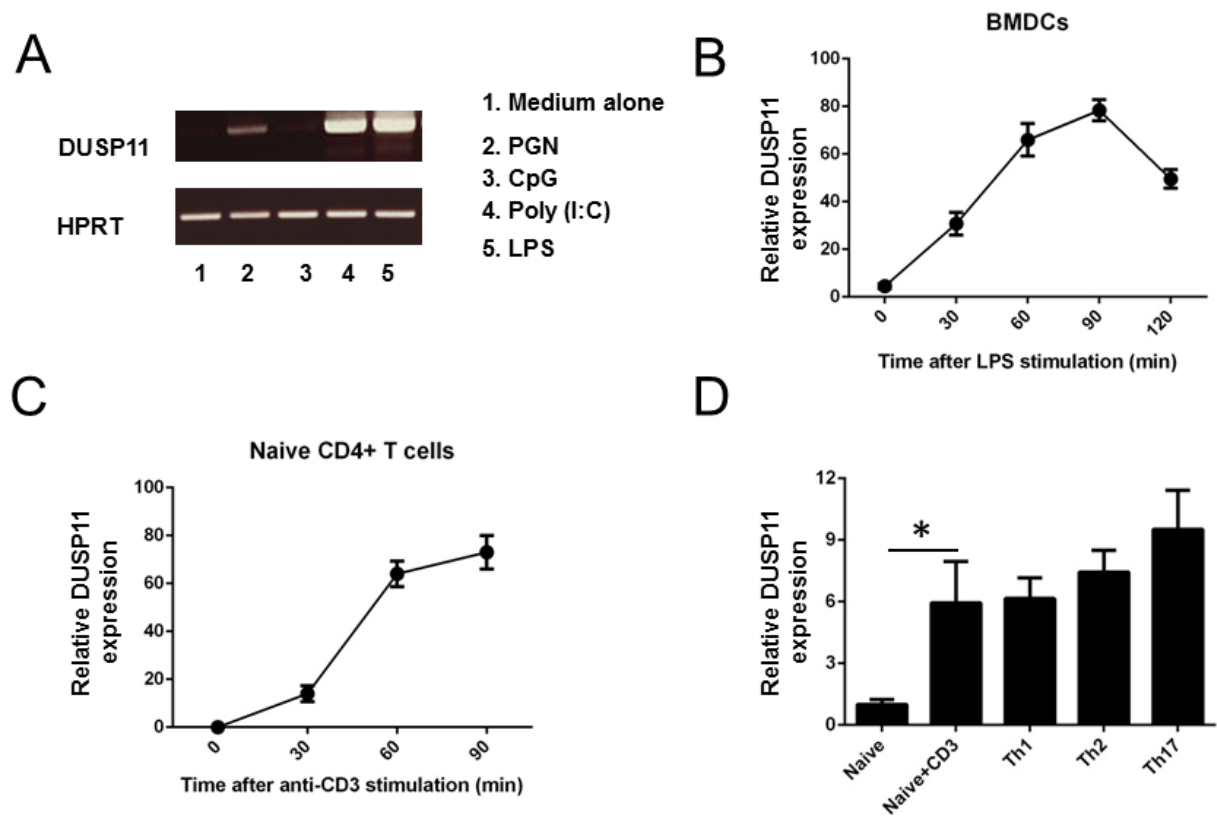 A
DUSP11
HPRT
1 2 3 4 5
1. Medium alone
2. PGN
3. CpG
4. Poly (I:C)
5. LPS
B
BMDCs
Relative DUSP11
expression
100
80
60
40
20
0
0 30 60 90 120
Time after LPS stimulation (min)
C
Naive CD4+ T cells
Relative DUSP11
expression
100
80
60
40
20
0
0 30 60 90
Time after anti-CD3 stimulation (min)
D
Relative DUSP11
expression
12
9
6
3
0
*
Naive Naive+CD3 Th1 Th2 Th17